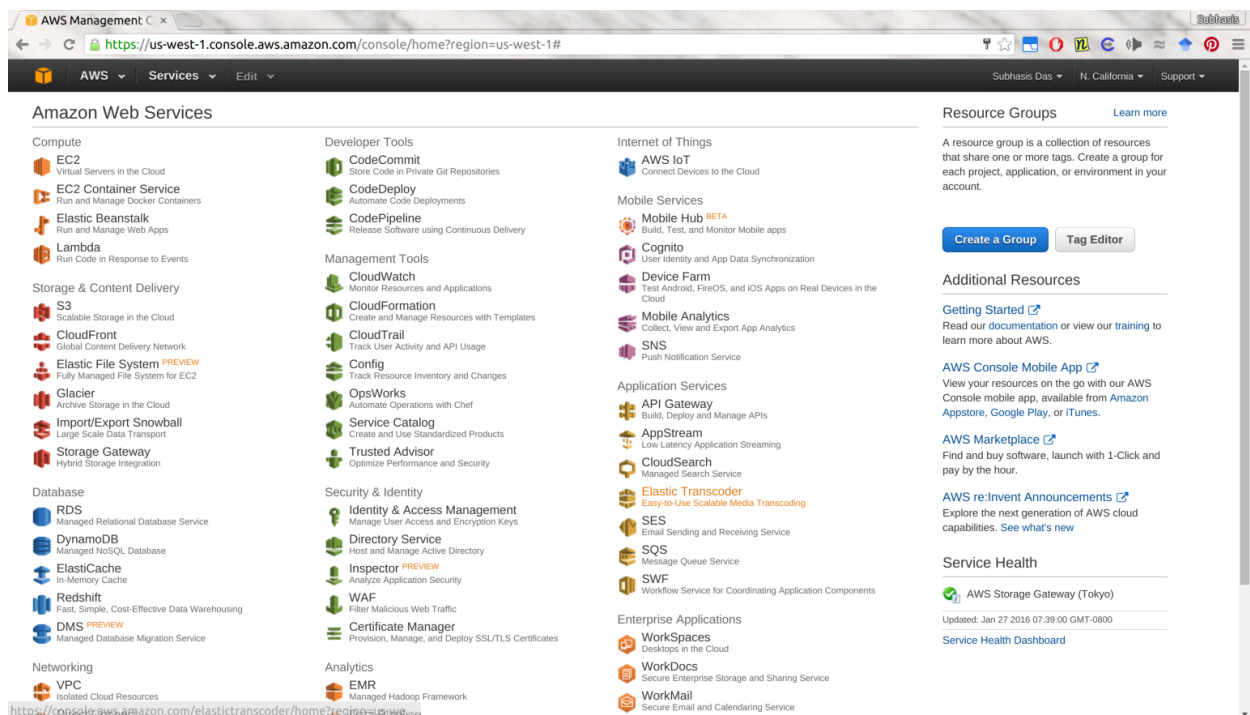 AWS Management C ×
Subhasis
https://us-west-1.console.aws.amazon.com/console/home?region=us-west-1#
AWS
Services
Edit
Subhasis Das
N. California
Support
Amazon Web Services
Compute
EC2
Virtual Servers in the Cloud
EC2 Container Service
Run and Manage Docker Containers
Elastic Beanstalk
Run and Manage Web Apps
Lambda
Run Code in Response to Events
Storage & Content Delivery
S3
Scalable Storage in the Cloud
CloudFront
Global Content Delivery Network
Elastic File System PREVIEW
Fully Managed File System for EC2
Glacier
Archive Storage in the Cloud
Import/Export Snowball
Large Scale Data Transport
Storage Gateway
Hybrid Storage Integration
Database
RDS
Managed Relational Database Service
DynamoDB
Managed NoSQL Database
ElastiCache
In-Memory Cache
Redshift
Fast, Simple, Cost-Effective Data Warehousing
DMS PREVIEW
Managed Database Migration Service
Networking
VPC
Isolated Cloud Resources
Developer Tools
CodeCommit
Store Code in Private Git Repositories
CodeDeploy
Automate Code Deployments
CodePipeline
Release Software using Continuous Delivery
Management Tools
CloudWatch
Monitor Resources and Applications
CloudFormation
Create and Manage Resources with Templates
CloudTrail
Track User Activity and API Usage
Config
Track Resource Inventory and Changes
OpsWorks
Automate Operations with Chef
Service Catalog
Create and Use Standardized Products
Trusted Advisor
Optimize Performance and Security
Security & Identity
Identity & Access Management
Manage User Access and Encryption Keys
Directory Service
Host and Manage Active Directory
Inspector PREVIEW
Analyze Application Security
WAF
Filter Malicious Web Traffic
Certificate Manager
Provision, Manage, and Deploy SSL/TLS Certificates
Analytics
EMR
Managed Hadoop Framework
Internet of Things
AWS IoT
Connect Devices to the Cloud
Mobile Services
Mobile Hub BETA
Build, Test, and Monitor Mobile apps
Cognito
User Identity and App Data Synchronization
Device Farm
Test Android, FireOS, and iOS Apps on Real Devices in the
Cloud
Mobile Analytics
Collect, View and Export App Analytics
SNS
Push Notification Service
Application Services
API Gateway
Build, Deploy and Manage APIs
AppStream
Low Latency Application Streaming
CloudSearch
Managed Search Service
Elastic Transcoder
Easy-to-Use Scalable Media Transcoding
SES
Email Sending and Receiving Service
SQS
Message Queue Service
SWF
Workflow Service for Coordinating Application Components
Enterprise Applications
WorkSpaces
Desktops in the Cloud
WorkDocs
Secure Enterprise Storage and Sharing Service
WorkMail
Secure Email and Calendaring Service
Resource Groups
Learn more
A resource group is a collection of resources
that share one or more tags. Create a group for
each project, application, or environment in your
account.
Create a Group
Tag Editor
Additional Resources
Getting Started
Read our documentation or view our training to
learn more about AWS.
AWS Console Mobile App
View your resources on the go with our AWS
Console mobile app, available from Amazon
Appstore, Google Play, or iTunes.
AWS Marketplace
Find and buy software, launch with 1-Click and
pay by the hour.
AWS re:Invent Announcements
Explore the next generation of AWS cloud
capabilities. See what's new
Service Health
AWS Storage Gateway (Tokyo)
Updated: Jan 27 2016 07:39:00 GMT-0800
Service Health Dashboard
https://console.aws.amazon.com/elastictranscoder/home?region=us-we...